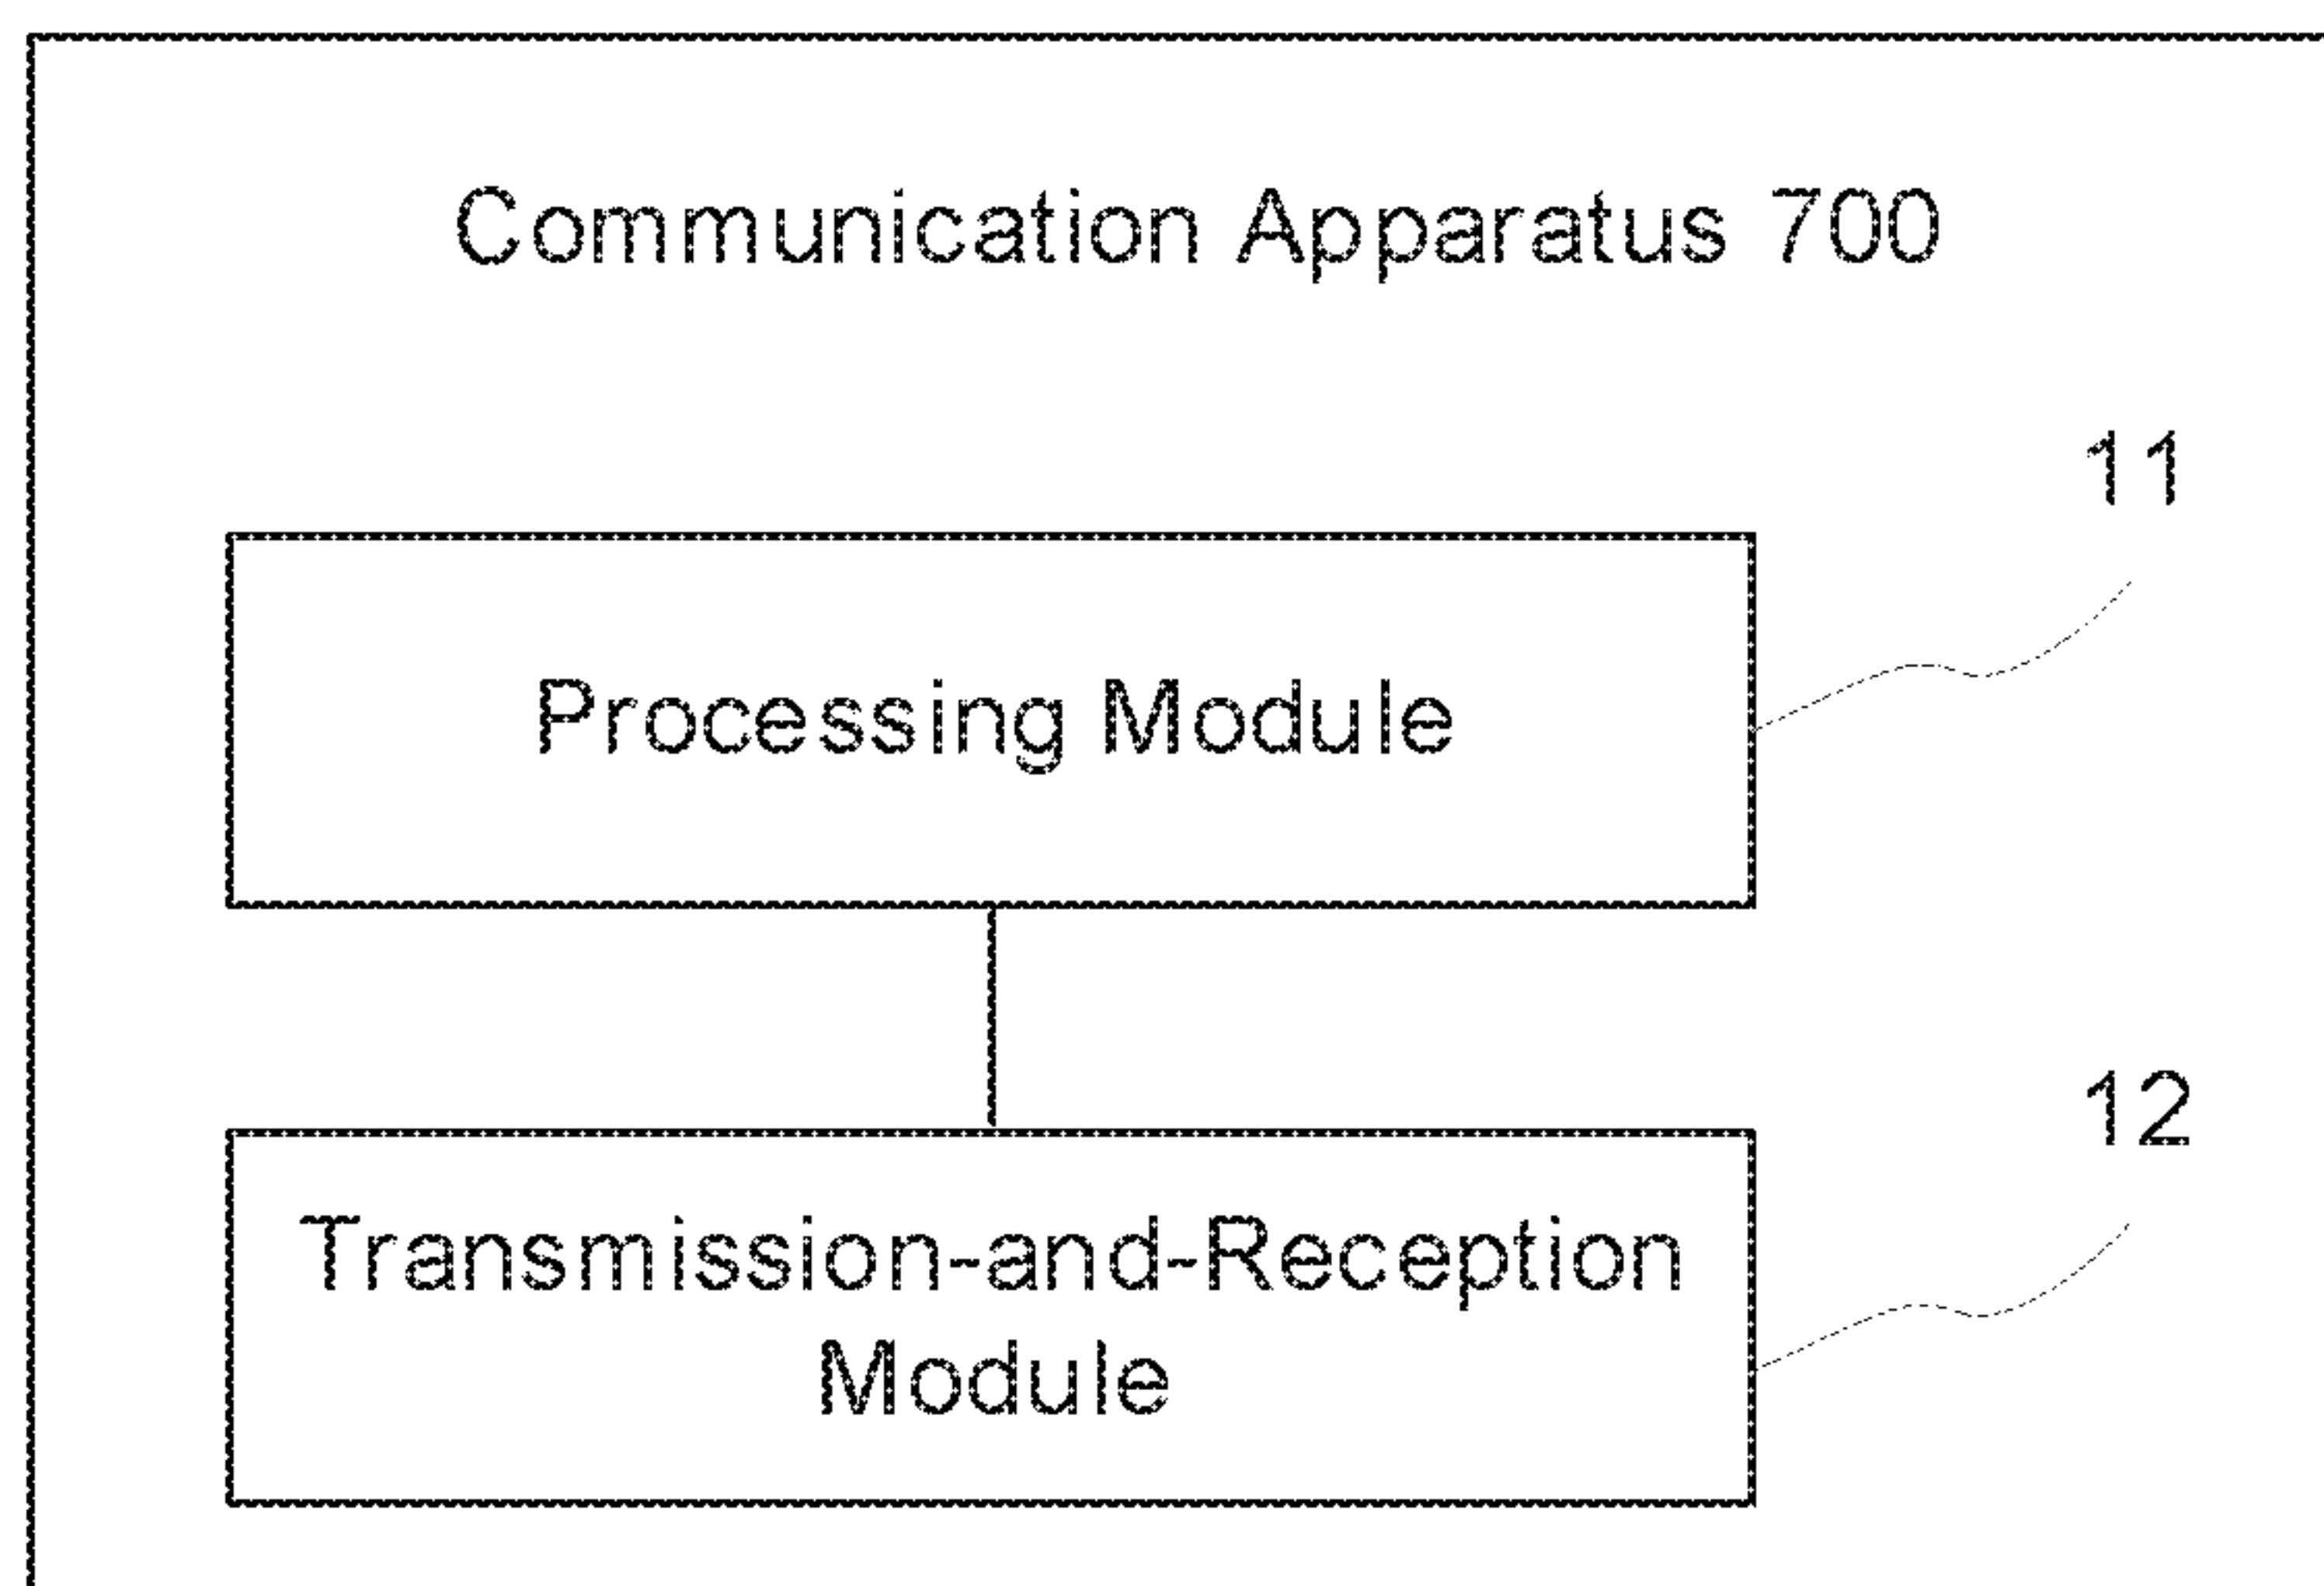 Communication Apparatus 700
11
Processing Module
12
Transmission-and-Reception
Module